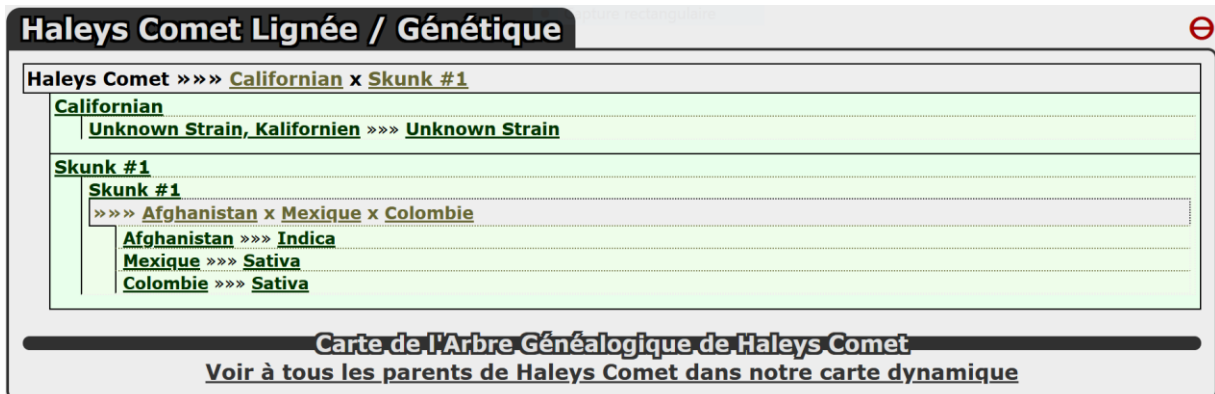 Haleys Comet Lignée / Génétique
Haleys Comet »»» Californian x Skunk #1
Californian
Unknown Strain, Kalifornien »»» Unknown Strain
Skunk #1
Skunk #1
»»» Afghanistan x Mexique x Colombie
Afghanistan »»» Indica
Mexique »»» Sativa
Colombie »»» Sativa
Carte de l'Arbre Généalogique de Haleys Comet
Voir à tous les parents de Haleys Comet dans notre carte dynamique